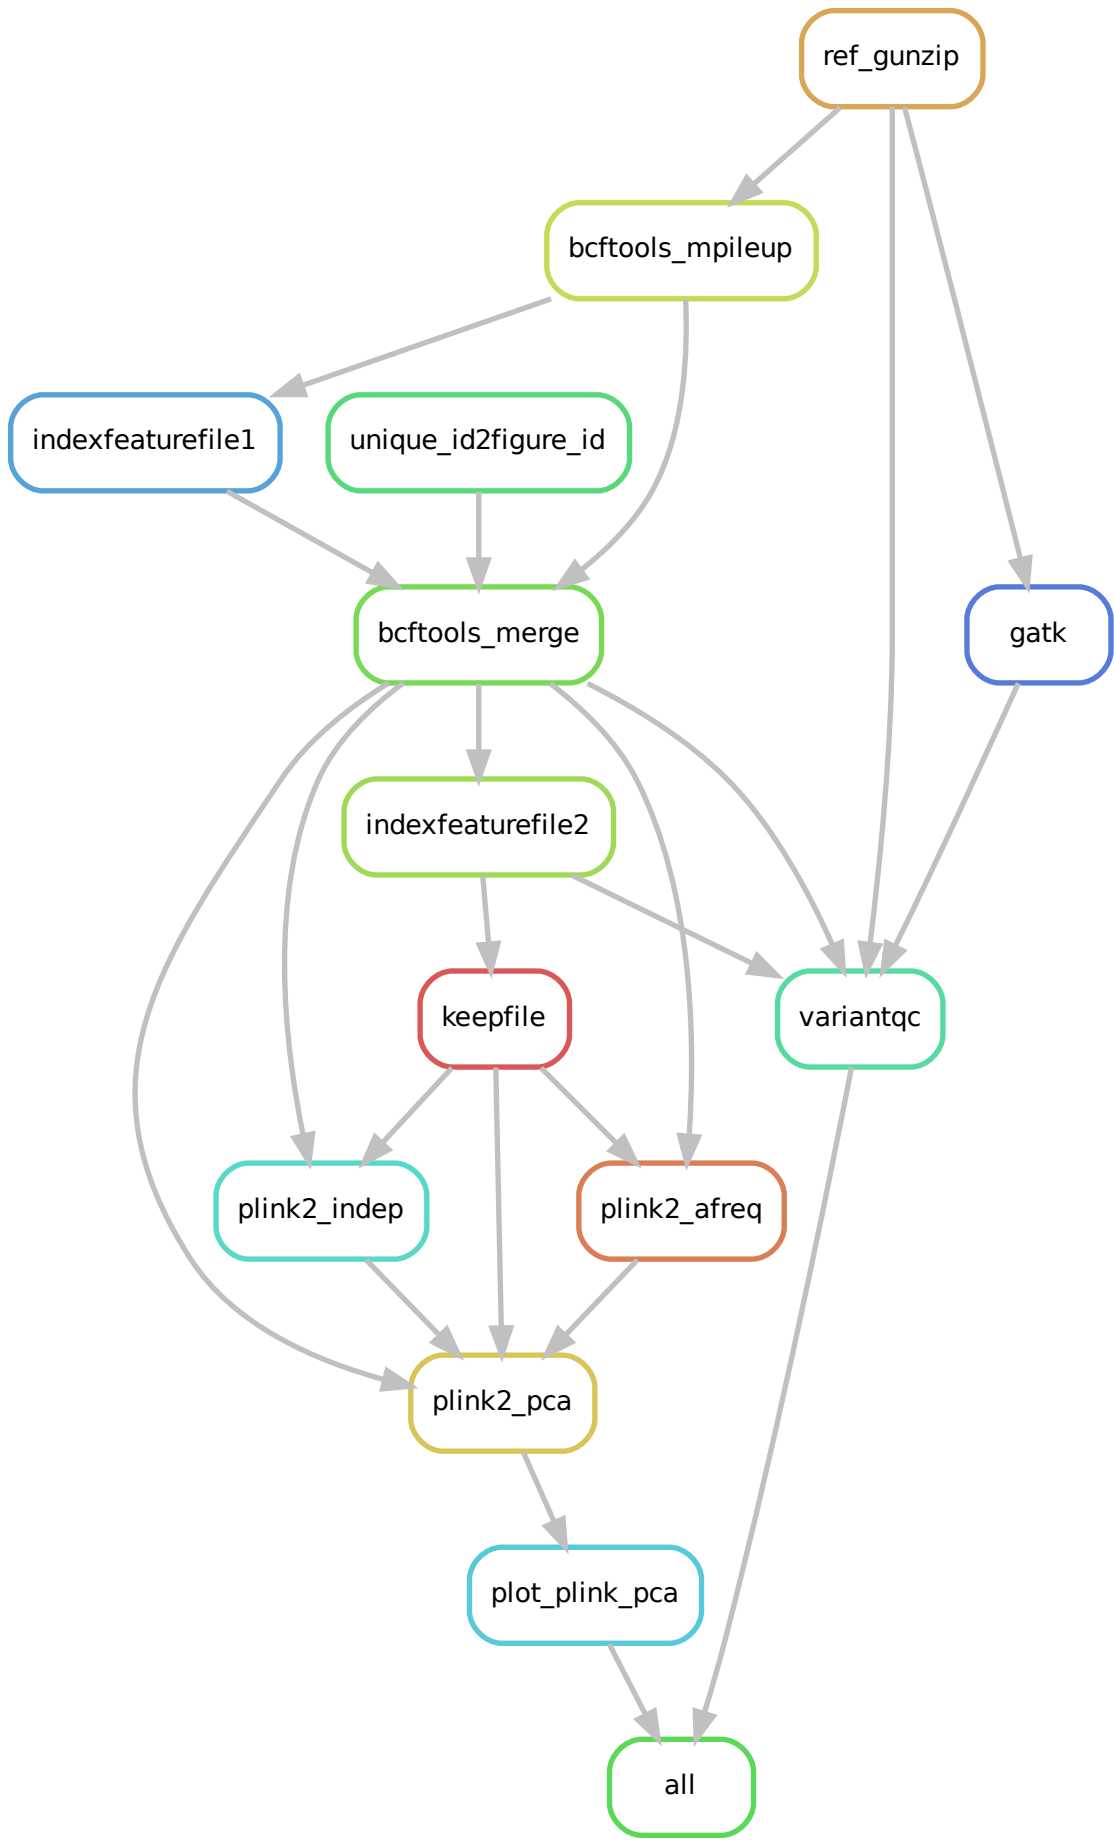 ref_gunzip
bcftools_mpileup
indexfeaturefile1
unique_id2figure_id
bcftools_merge
gatk
indexfeaturefile2
keepfile
variantqc
plink2_indep
plink2_afreq
plink2_pca
plot_plink_pca
all